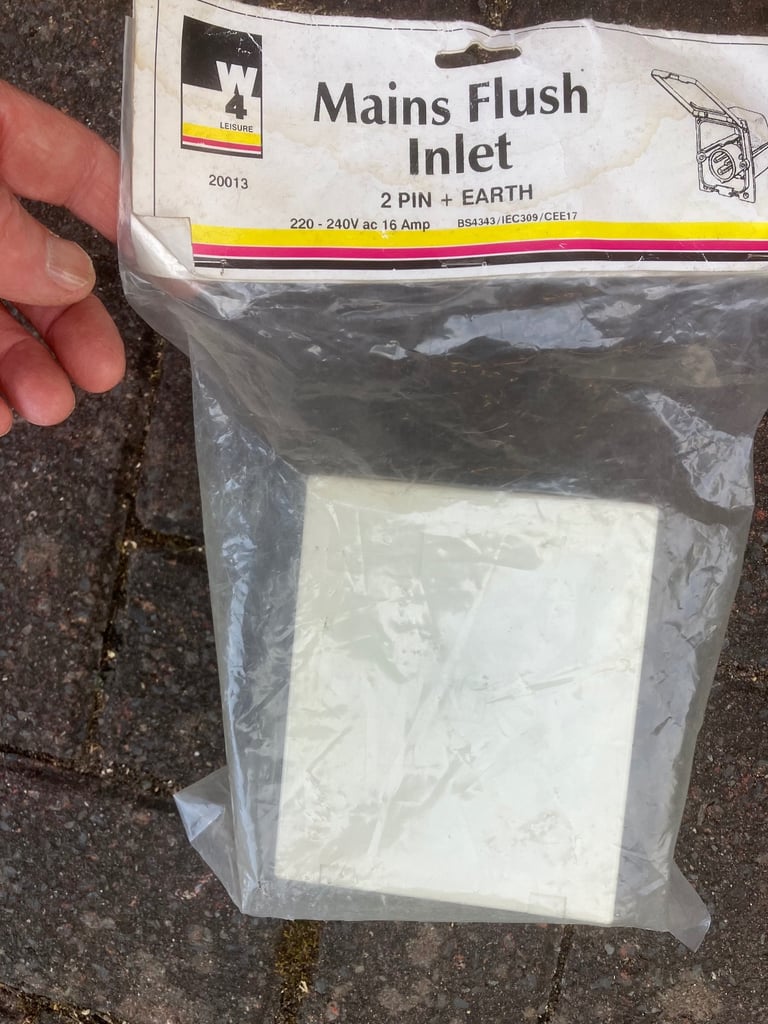 W
4
LEISURE
20013
Mains Flush
Inlet
2 PIN + EARTH
220 - 240V ac 16 Amp BS4343/IEC309/CEE17